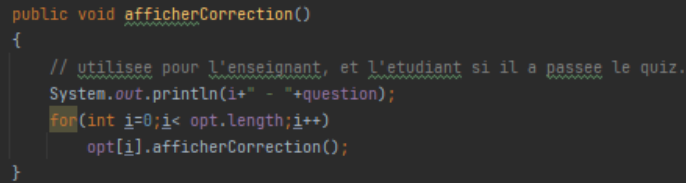 public void afficherCorrection()
{
// utilisee pour l'enseignant, et l'etudiant si il a passee le quiz.
System.out.println(i+" - "+question);
for(int i=0;i< opt.length;i++)
opt[i].afficherCorrection();
}